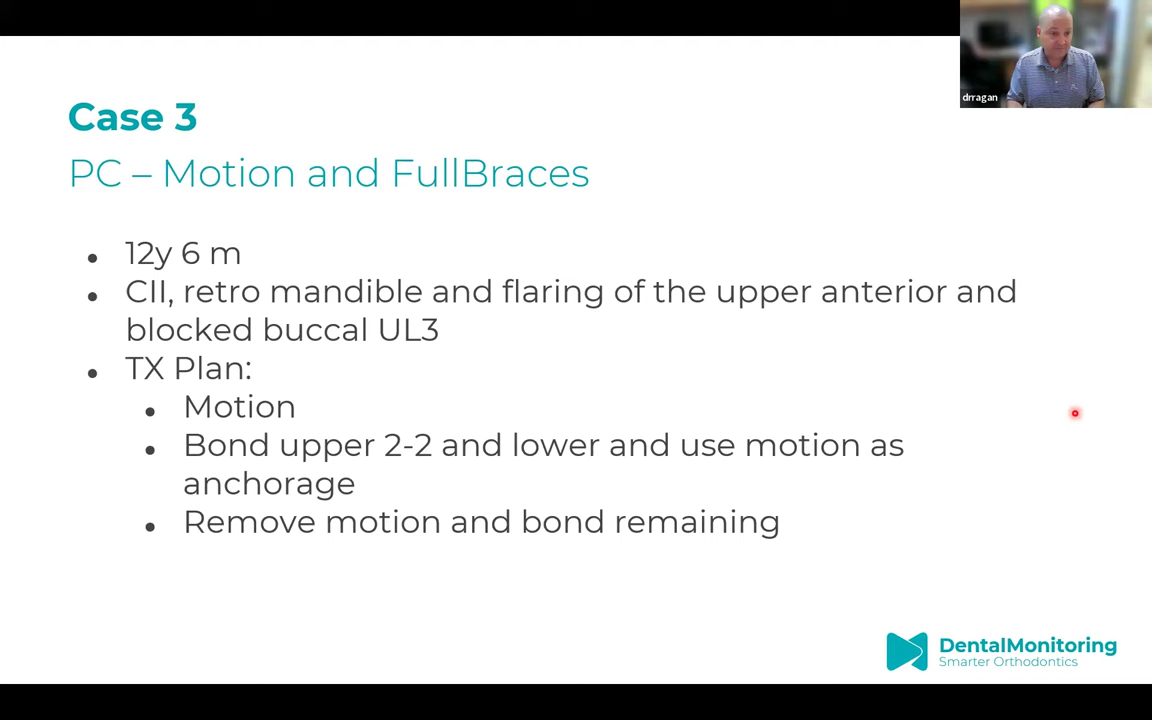 drragan
Case 3
PC – Motion and FullBraces
• 12y 6 m
• CII, retro mandible and flaring of the upper anterior and
blocked buccal UL3
• TX Plan:
• Motion
• Bond upper 2-2 and lower and use motion as
anchorage
• Remove motion and bond remaining
DentalMonitoring
Smarter Orthodontics